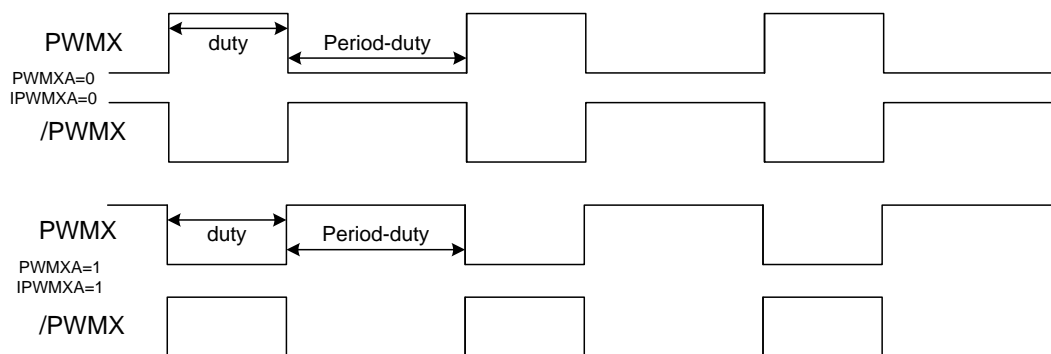 PWMX
duty
Period-duty
PWMXA=0
IPWMXA=0
/PWMX
PWMX
duty
Period-duty
PWMXA=1
IPWMXA=1
/PWMX